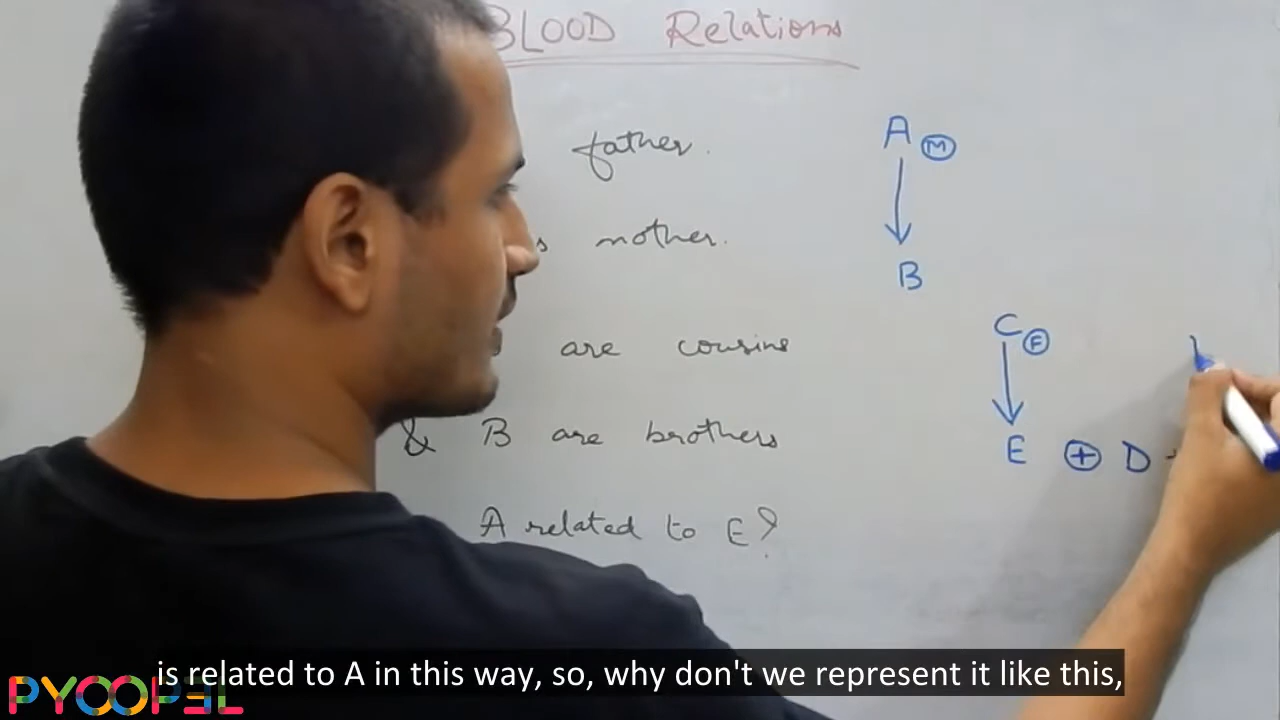 BLOOD Relations
father.
mother.
are cousins
& B are brothers
A related to E?
A M
B
C F
E + D
is related to A in this way, so, why don't we represent it like this,
PYOOPEL